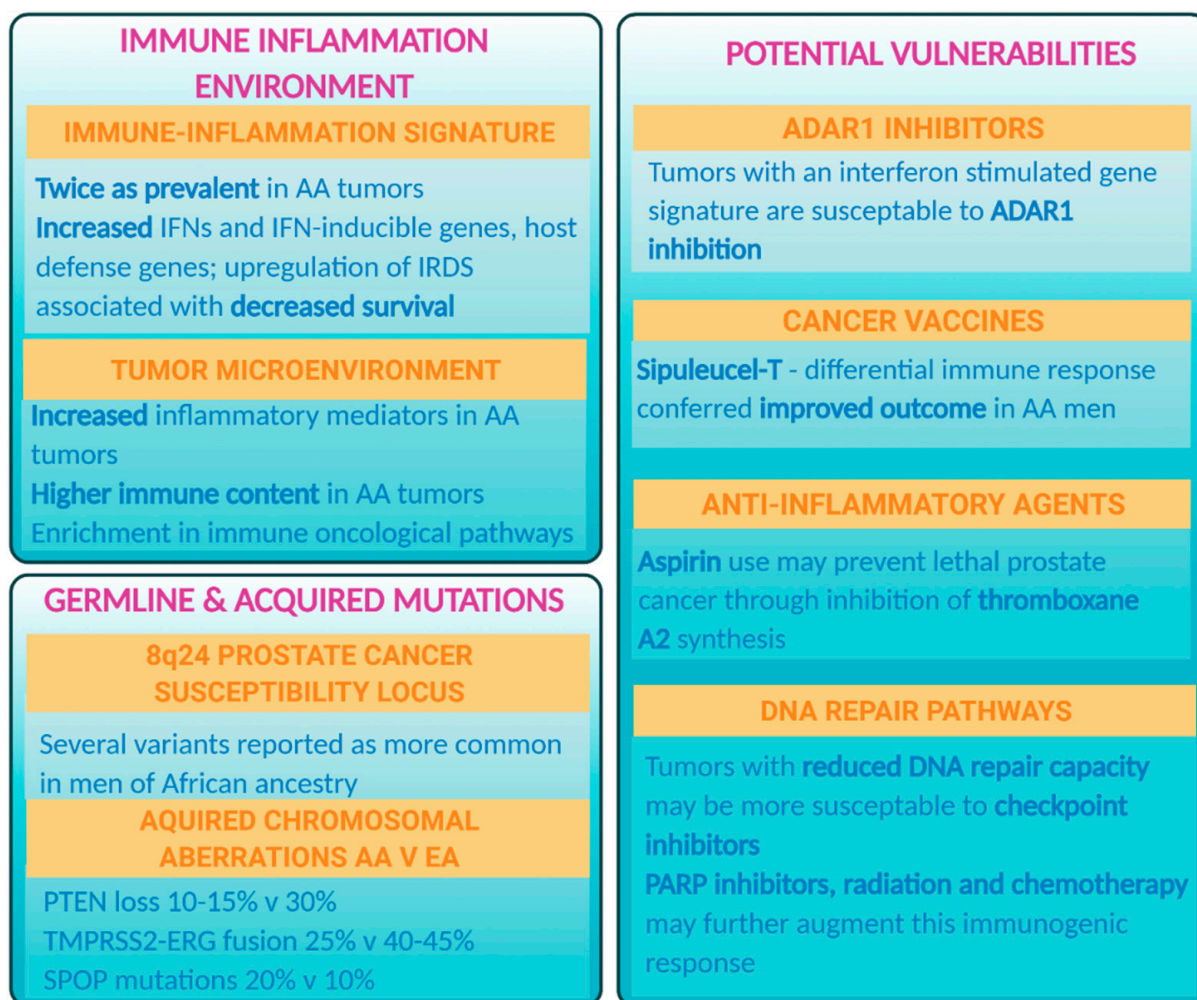 IMMUNE INFLAMMATION
ENVIRONMENT
IMMUNE-INFLAMMATION SIGNATURE
Twice as prevalent in AA tumors
Increased IFNs and IFN-inducible genes, host
defense genes; upregulation of IRDS
associated with decreased survival
TUMOR MICROENVIRONMENT
Increased inflammatory mediators in AA
tumors
Higher immune content in AA tumors
Enrichment in immune oncological pathways
GERMLINE & ACQUIRED MUTATIONS
8q24 PROSTATE CANCER
SUSCEPTIBILITY LOCUS
Several variants reported as more common
in men of African ancestry
AQUIRED CHROMOSOMAL
ABERRATIONS AA V EA
PTEN loss 10-15% v 30%
TMPRSS2-ERG fusion 25% v 40-45%
SPOP mutations 20% v 10%
POTENTIAL VULNERABILITIES
ADAR1 INHIBITORS
Tumors with an interferon stimulated gene
signature are susceptable to ADAR1
inhibition
CANCER VACCINES
Sipuleucel-T - differential immune response
conferred improved outcome in AA men
ANTI-INFLAMMATORY AGENTS
Aspirin use may prevent lethal prostate
cancer through inhibition of thromboxane
A2 synthesis
DNA REPAIR PATHWAYS
Tumors with reduced DNA repair capacity
may be more susceptable to checkpoint
inhibitors
PARP inhibitors, radiation and chemotherapy
may further augment this immunogenic
response